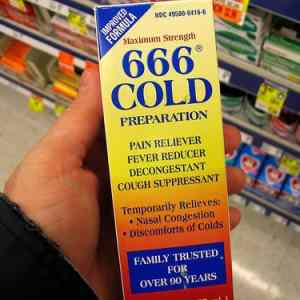 IMPROVED
FORMULA
NDC 49580-0416-6
Maximum Strength
666®
COLD
PREPARATION
PAIN RELIEVER
FEVER REDUCER
DECONGESTANT
COUGH SUPPRESSANT
Temporarily Relieves:
• Nasal Congestion
• Discomforts of Colds
FAMILY TRUSTED
FOR
OVER 90 YEARS